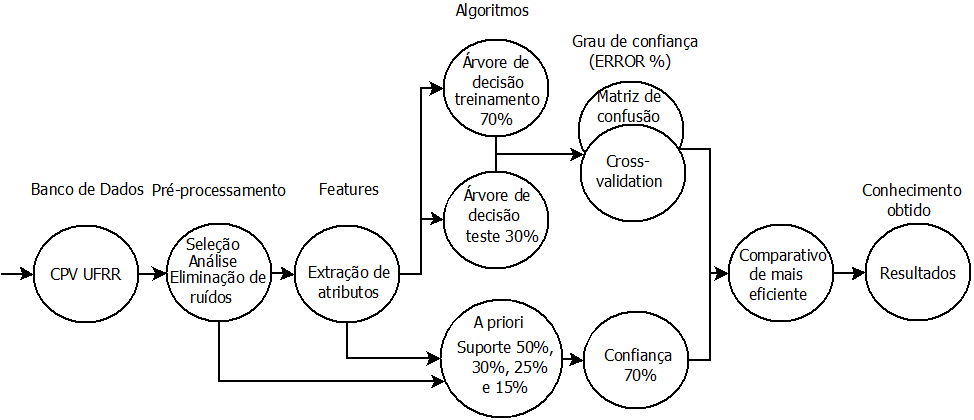 Algoritmos
Grau de confiança
(ERROR %)
Árvore de
decisão
treinamento
70%
Matriz de
confusão
Cross-
validation
Banco de Dados
Pré-processamento
Features
Árvore de
decisão
teste 30%
Conhecimento
obtido
CPV UFRR
Seleção
Análise
Eliminação de
ruídos
Extração de
atributos
Comparativo
de mais
eficiente
Resultados
A priori
Suporte 50%,
30%, 25%
e 15%
Confiança
70%